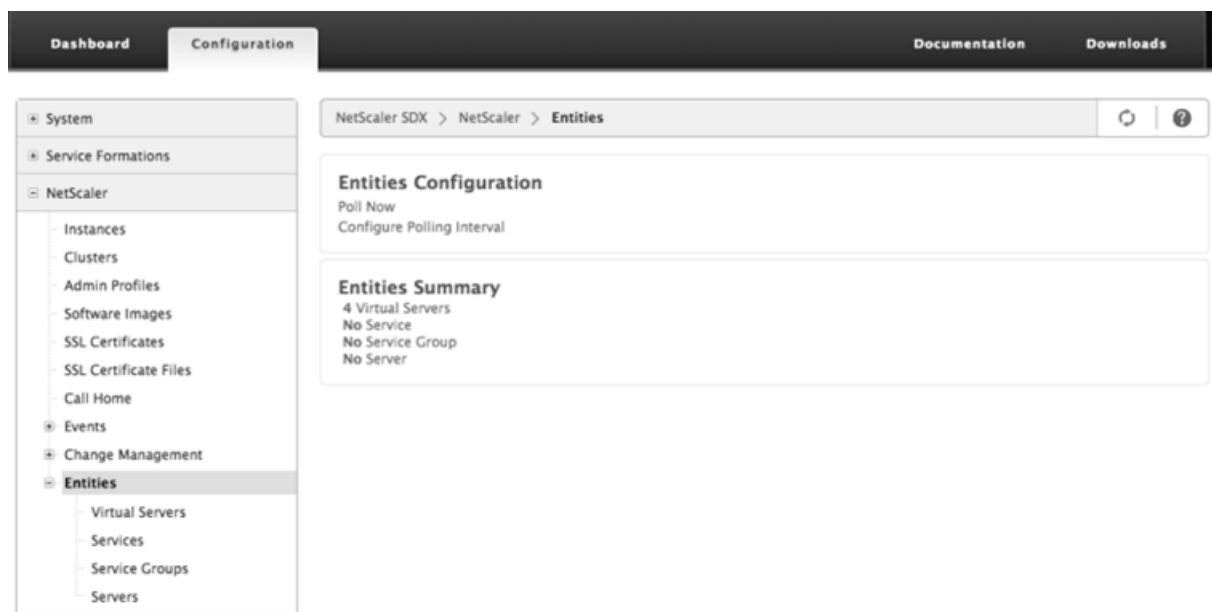 Dashboard
Configuration
Documentation
Downloads
System
Service Formations
NetScaler
Instances
Clusters
Admin Profiles
Software Images
SSL Certificates
SSL Certificate Files
Call Home
Events
Change Management
Entities
Virtual Servers
Services
Service Groups
Servers
NetScaler SDX > NetScaler > Entities
Entities Configuration
Poll Now
Configure Polling Interval
Entities Summary
4 Virtual Servers
No Service
No Service Group
No Server